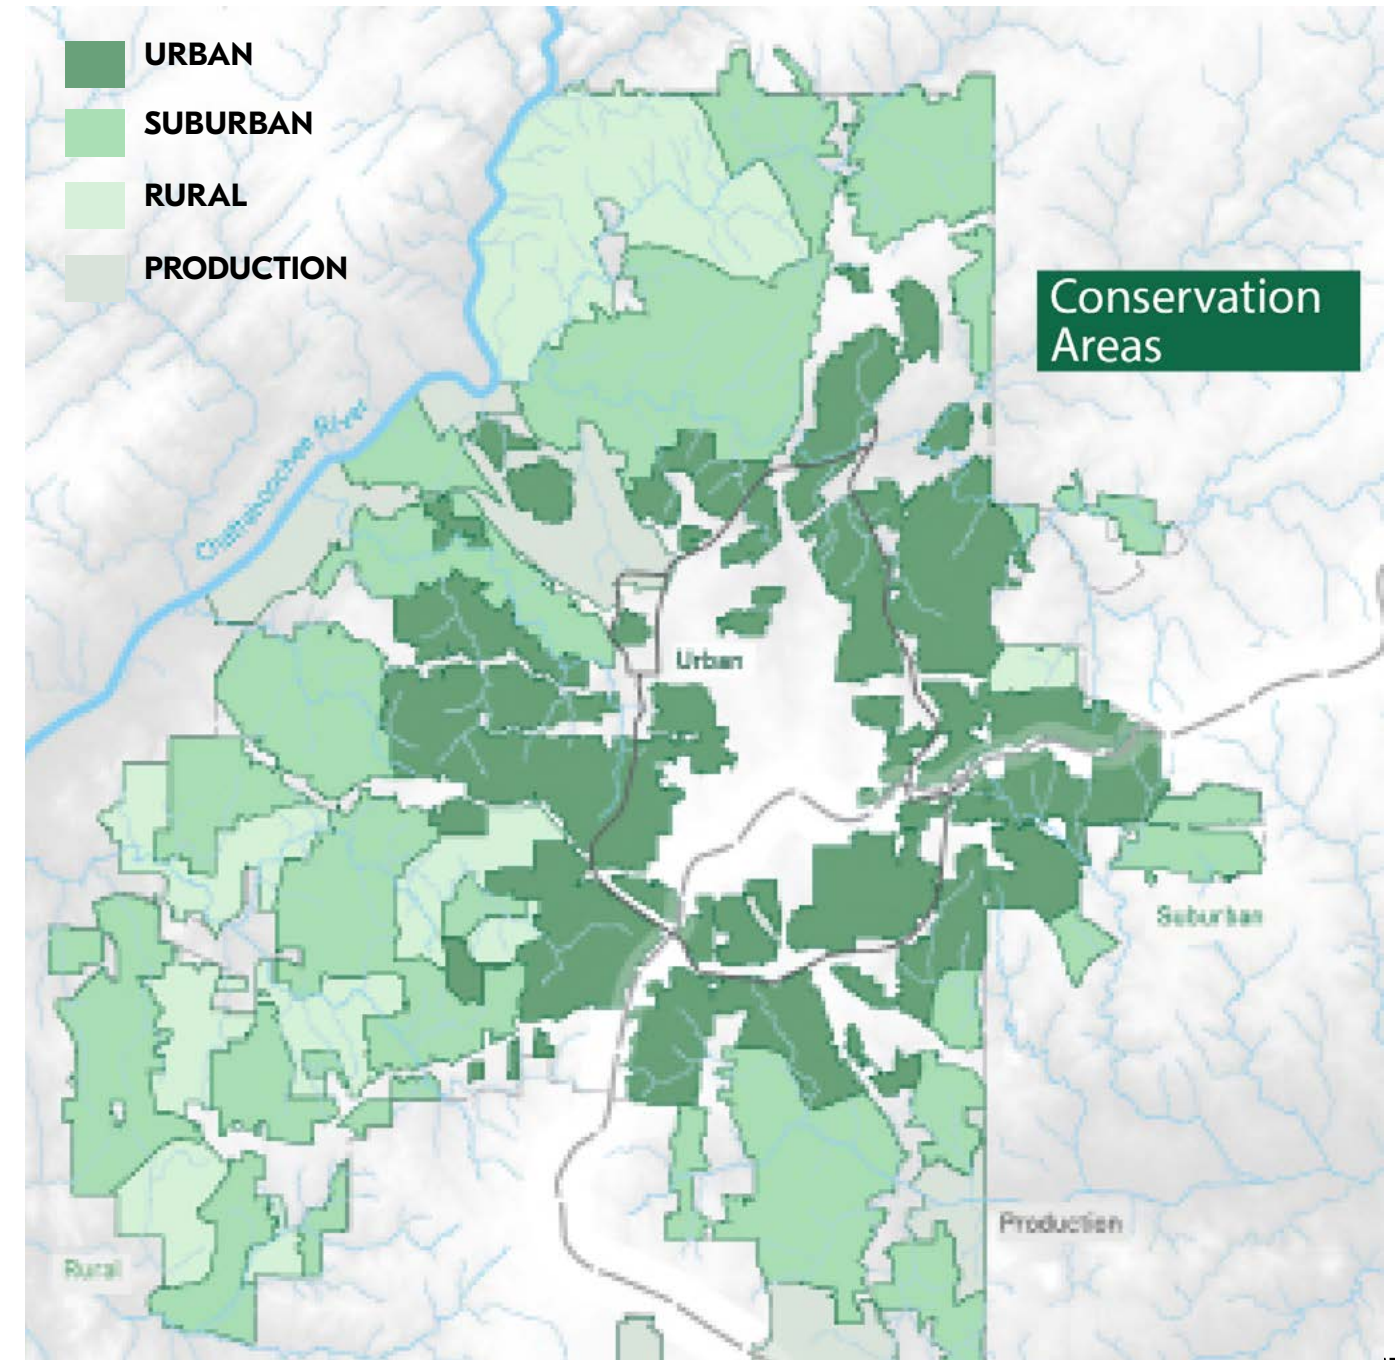 URBAN
SUBURBAN
RURAL
PRODUCTION
Conservation
Areas
Chattahoochee River
Urban
Suburban
Production
Rural